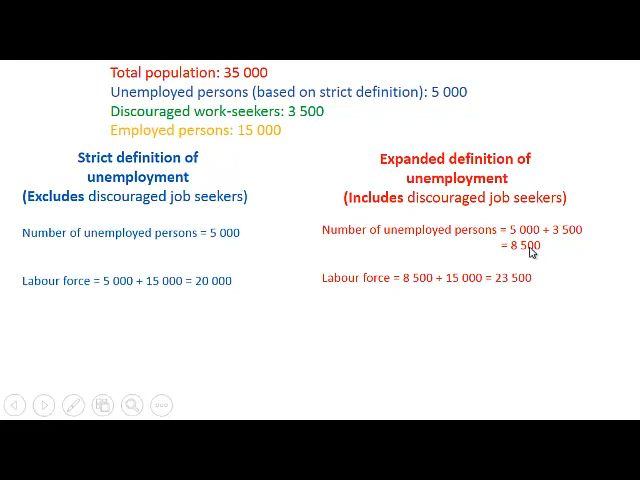 Total population: 35 000
Unemployed persons (based on strict definition): 5 000
Discouraged work-seekers: 3 500
Employed persons: 15 000
Strict definition of
unemployment
(Excludes discouraged job seekers)
Number of unemployed persons = 5 000
Labour force = 5 000 + 15 000 = 20 000
Expanded definition of
unemployment
(Includes discouraged job seekers)
Number of unemployed persons = 5 000 + 3 500
= 8 500
Labour force = 8 500 + 15 000 = 23 500